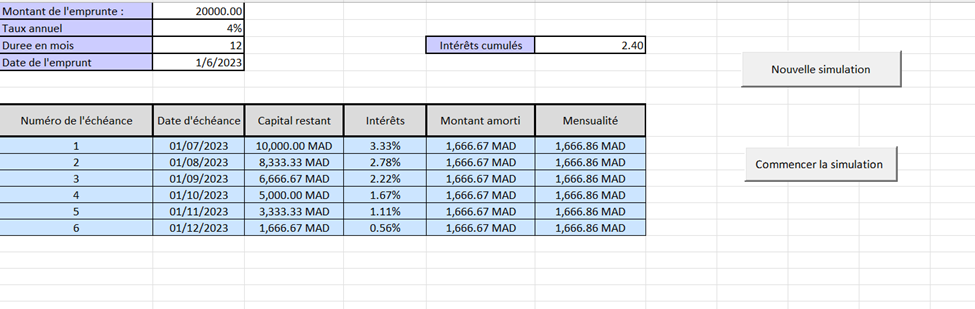 Montant de l'emprunte : 20000.00
Taux annuel 4%
Duree en mois 12 Intérêts cumulés 2.40
Date de l'emprunt 1/6/2023
Nouvelle simulation
Numéro de l'échéance Date d'échéance Capital restant Intérêts Montant amorti Mensualité
1 01/07/2023 10,000.00 MAD 3.33% 1,666.67 MAD 1,666.86 MAD
2 01/08/2023 8,333.33 MAD 2.78% 1,666.67 MAD 1,666.86 MAD
Commencer la simulation
3 01/09/2023 6,666.67 MAD 2.22% 1,666.67 MAD 1,666.86 MAD
4 01/10/2023 5,000.00 MAD 1.67% 1,666.67 MAD 1,666.86 MAD
5 01/11/2023 3,333.33 MAD 1.11% 1,666.67 MAD 1,666.86 MAD
6 01/12/2023 1,666.67 MAD 0.56% 1,666.67 MAD 1,666.86 MAD